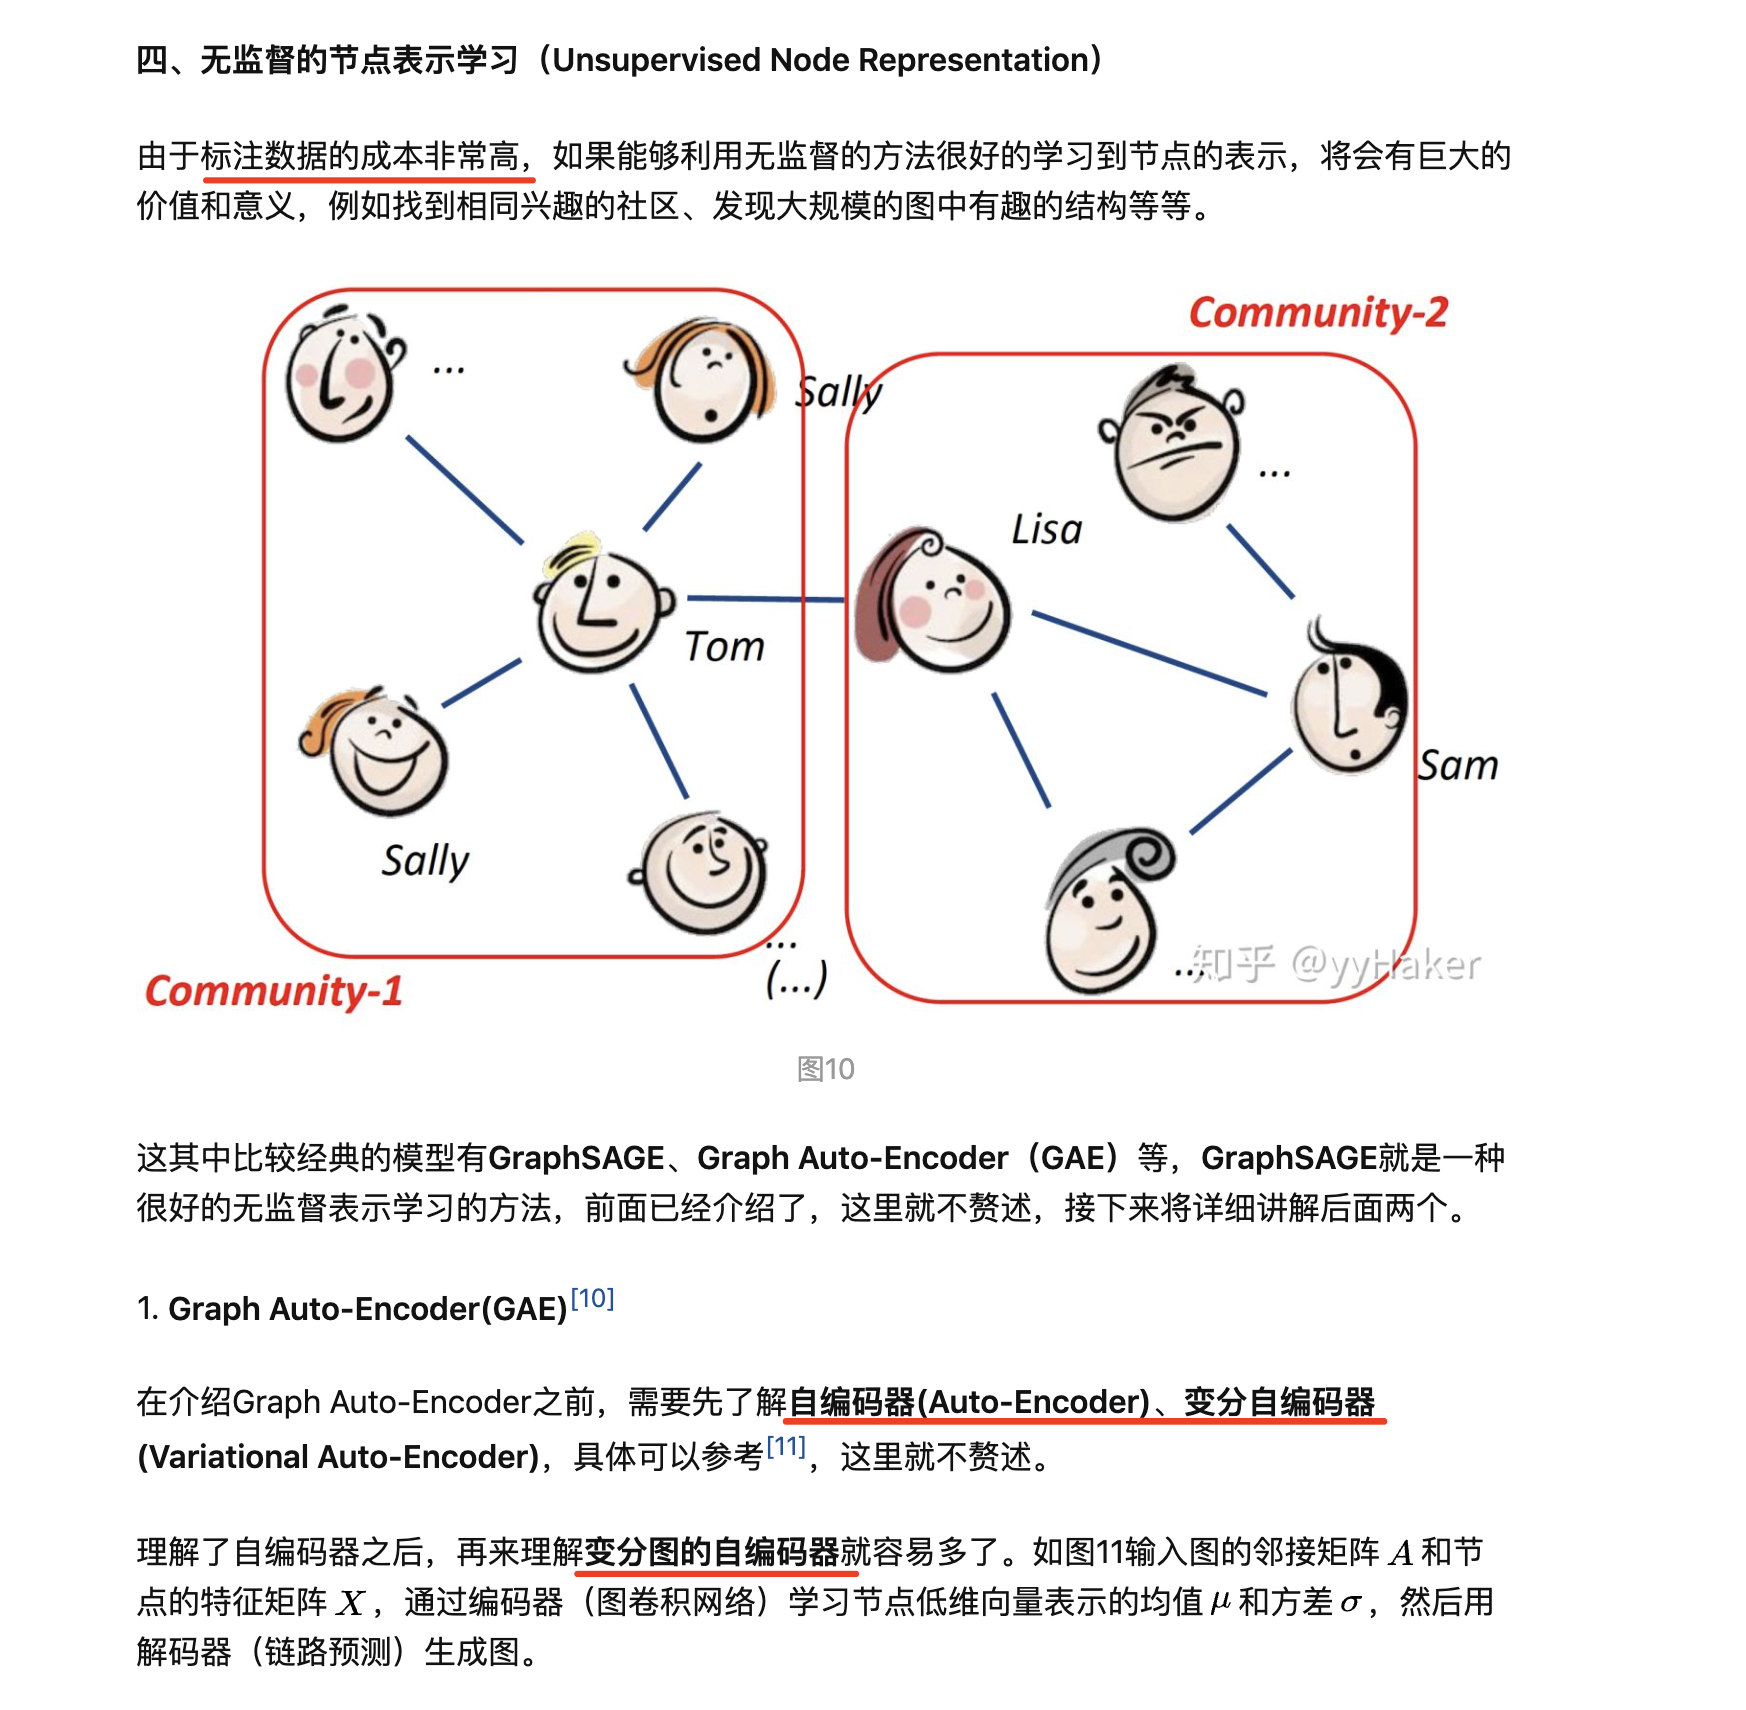 四、无监督的节点表示学习（Unsupervised Node Representation）
由于标注数据的成本非常高，如果能够利用无监督的方法很好的学习到节点的表示，将会有巨大的
价值和意义，例如找到相同兴趣的社区、发现大规模的图中有趣的结构等等。
Community-2
...
Sally
...
Lisa
Tom
Sam
Sally
...
(...)
...
知乎 @yyHaker
Community-1
图10
这其中比较经典的模型有GraphSAGE、Graph Auto-Encoder（GAE）等，GraphSAGE就是一种
很好的无监督表示学习的方法，前面已经介绍了，这里就不赘述，接下来将详细讲解后面两个。
1. Graph Auto-Encoder(GAE)[10]
在介绍Graph Auto-Encoder之前，需要先了解自编码器(Auto-Encoder)、变分自编码器
(Variational Auto-Encoder)，具体可以参考[11]，这里就不赘述。
理解了自编码器之后，再来理解变分图的自编码器就容易多了。如图11输入图的邻接矩阵 A 和节
点的特征矩阵 X ，通过编码器（图卷积网络）学习节点低维向量表示的均值 μ 和方差 σ ，然后用
解码器（链路预测）生成图。